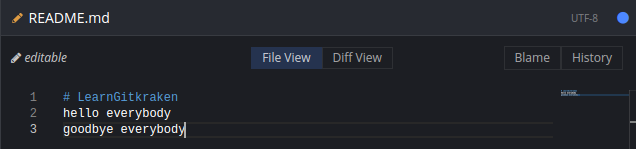 README.md
UTF-8
editable
File View
Diff View
Blame
History
1 # LearnGitkraken
2 hello everybody
3 goodbye everybody